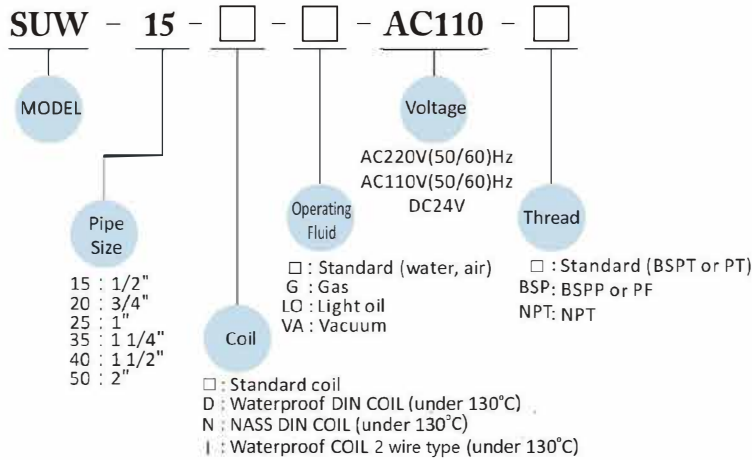 SUW - 15 - □ - □ - AC110 - □
MODEL
Voltage
AC220V(50/60)Hz
AC110V(50/60)Hz
DC24V
Pipe
Size
15 : 1/2"
20 : 3/4"
25 : 1"
35 : 1 1/4"
40 : 1 1/2"
50 : 2"
Operating
Fluid
□ : Standard (water, air)
G : Gas
LO : Light oil
VA : Vacuum
Thread
□ : Standard (BSPT or PT)
BSP: BSPP or PF
NPT: NPT
Coil
□ : Standard coil
D : Waterproof DIN COIL (under 130°C)
N : NASS DIN COIL (under 130°C)
I : Waterproof COIL 2 wire type (under 130°C)